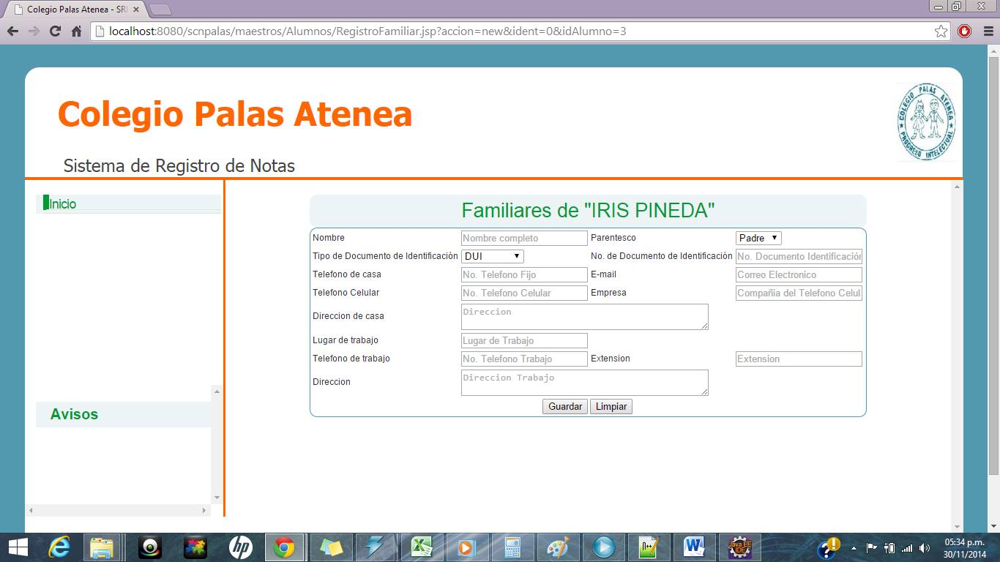 Colegio Palas Atenea - SRN
localhost:8080/scnpalas/maestros/Alumnos/RegistroFamiliar.jsp?accion=new&ident=0&idAlumno=3
Colegio Palas Atenea
COLEGIO PALAS ATENEA
PROGRESO INTELECTUAL
Sistema de Registro de Notas
Inicio
Avisos
Familiares de "IRIS PINEDA"
Nombre Nombre completo Parentesco Padre
Tipo de Documento de Identificación DUI No. de Documento de Identificación No. Documento Identificación
Telefono de casa No. Telefono Fijo E-mail Correo Electronico
Telefono Celular No. Telefono Celular Empresa Compañia del Telefono Celul
Direccion de casa Direccion
Lugar de trabajo Lugar de Trabajo
Telefono de trabajo No. Telefono Trabajo Extension Extension
Direccion Direccion Trabajo
Guardar Limpiar
hp
Java EE
IDE
05:34 p.m.
30/11/2014